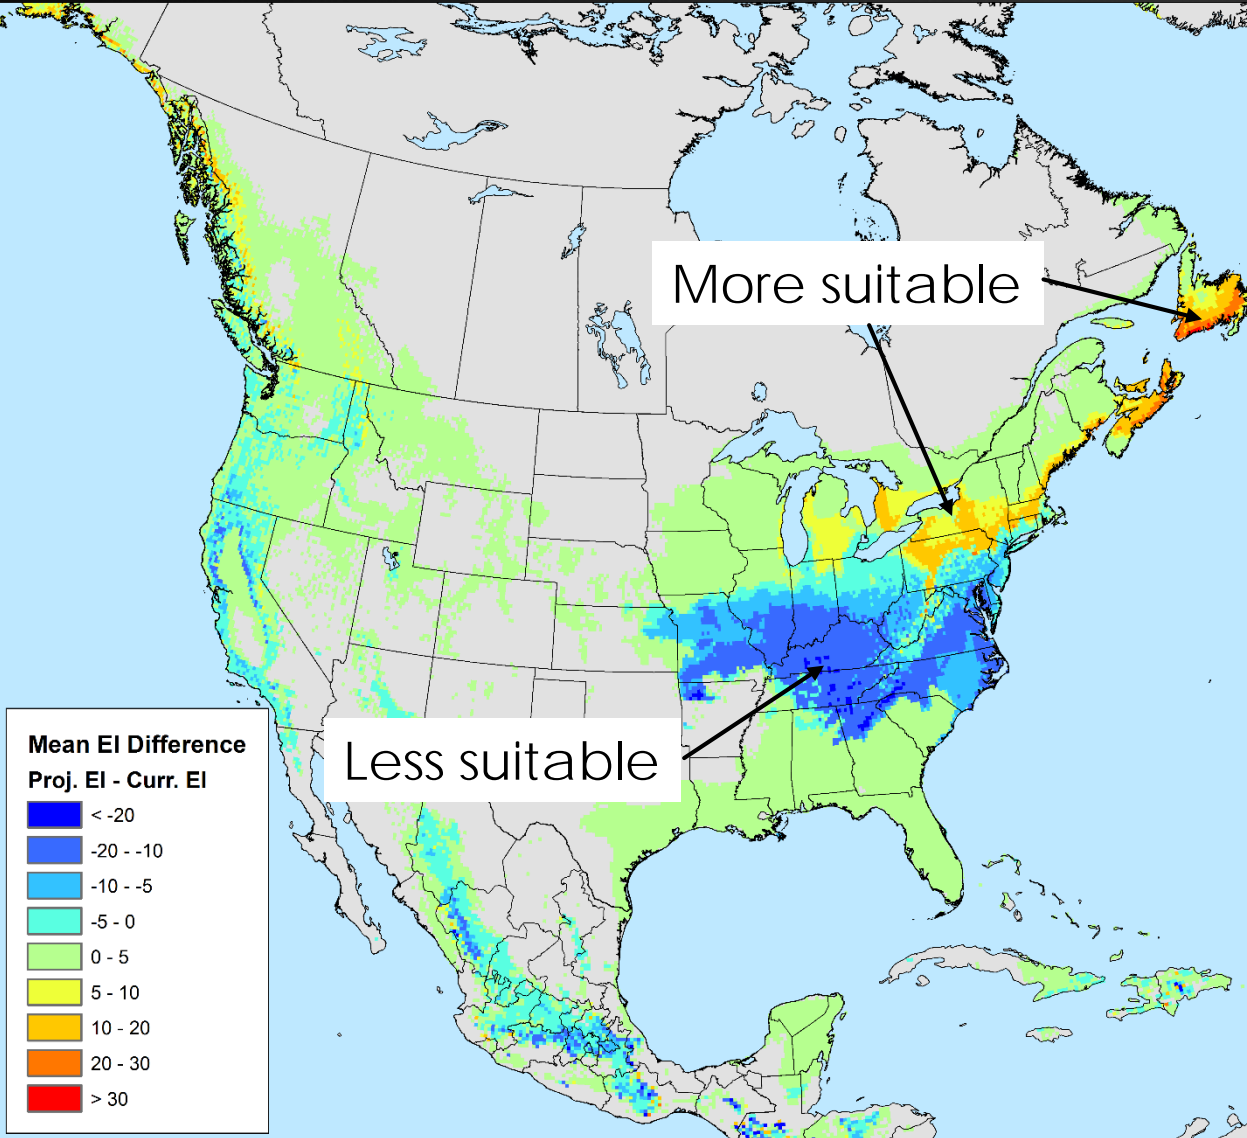 More suitable
Less suitable
Mean EI Difference
Proj. EI - Curr. EI
< -20
-20 - -10
-10 - -5
-5 - 0
0 - 5
5 - 10
10 - 20
20 - 30
> 30